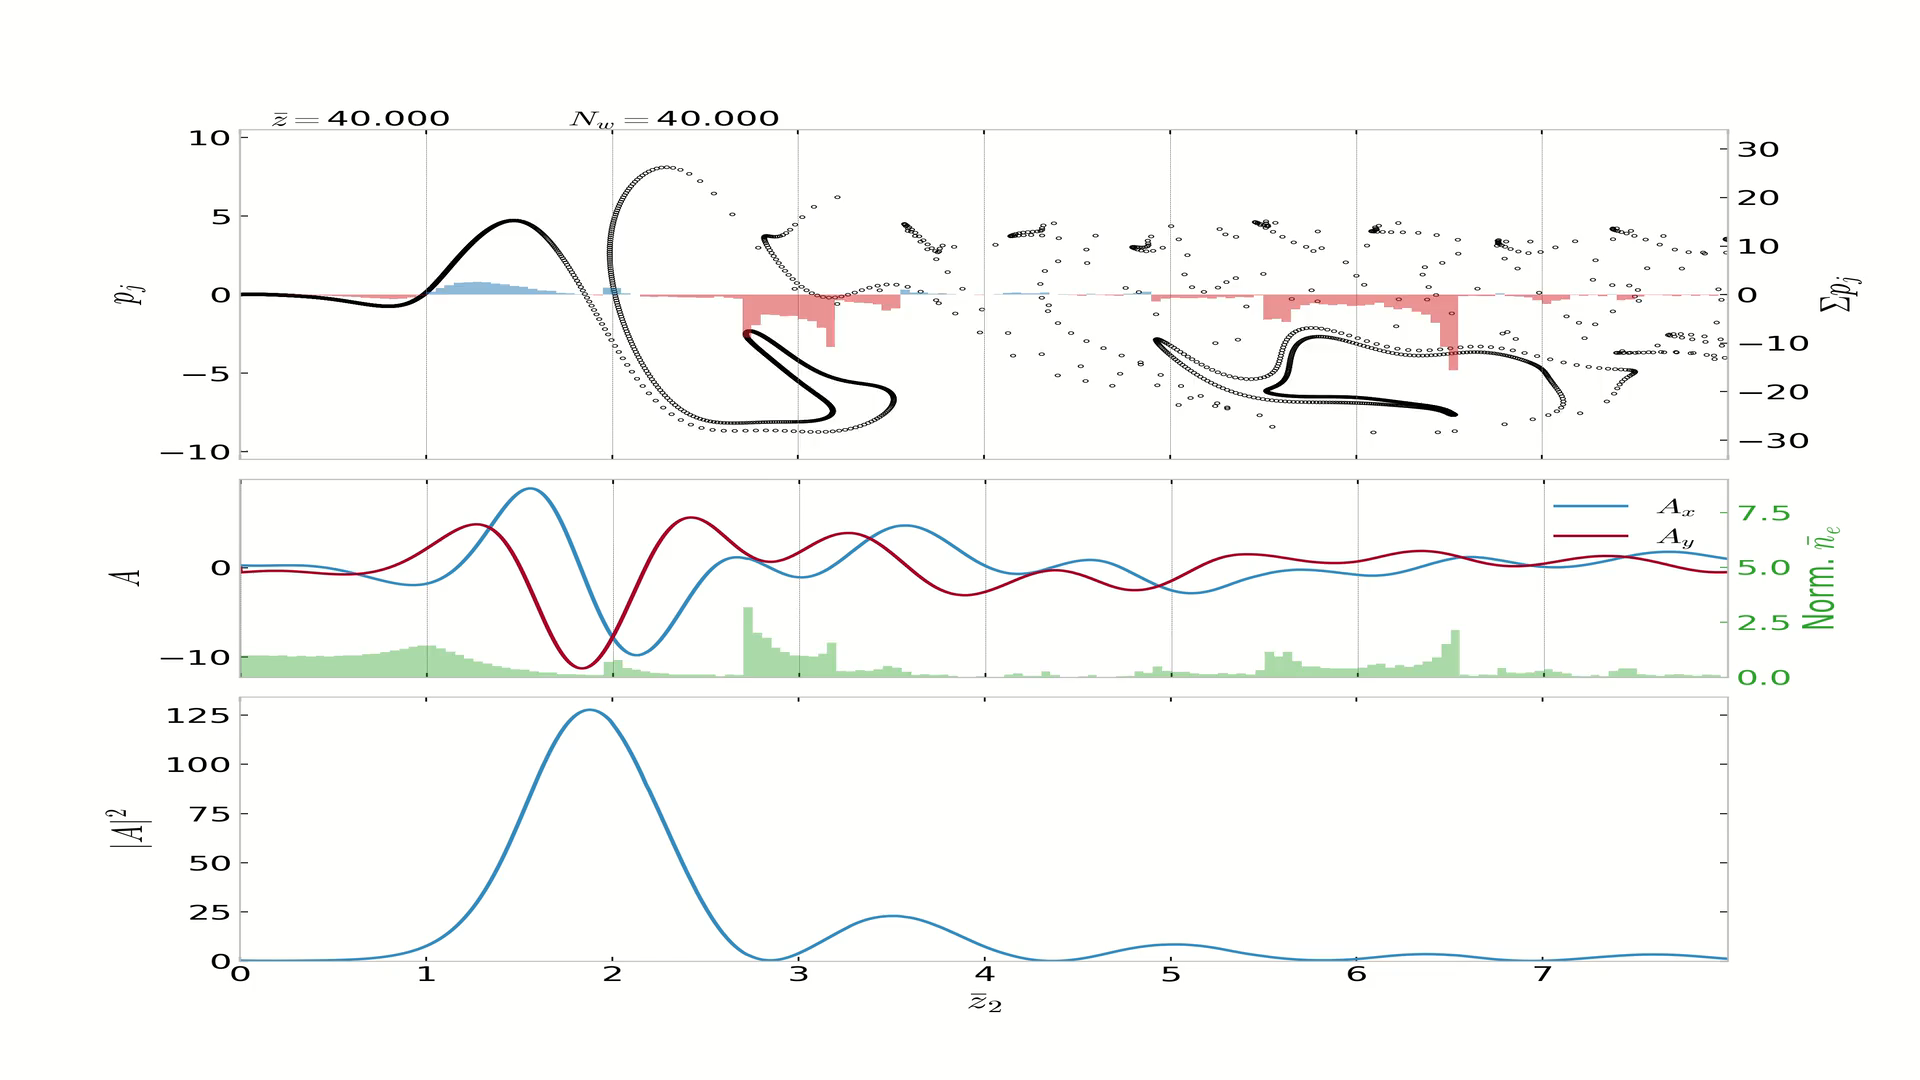 z̄ = 40.000 N_w = 40.000
10
5
0
−5
−10
p_j
30
20
10
0
−10
−20
−30
Σp_j
0
−10
A
A_x
A_y
7.5
5.0
2.5
0.0
Norm. n̄_e
125
100
75
50
25
0
|A|²
0 1 2 3 4 5 6 7
z̄₂